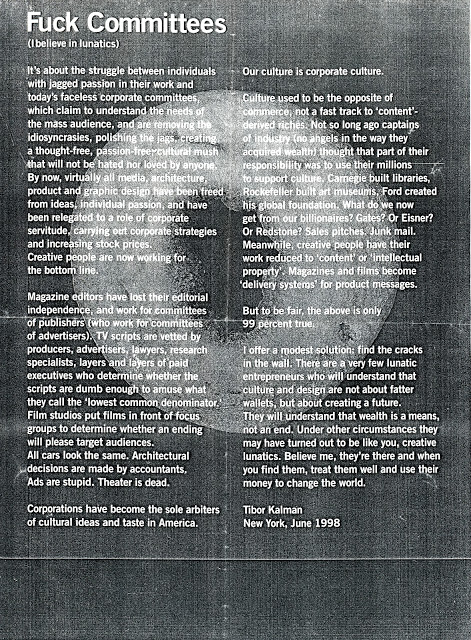 Fuck Committees
(I believe in lunatics)
It's about the struggle between individuals
with jagged passion in their work and
today's faceless corporate committees,
which claim to understand the needs of
the mass audience, and are removing the
idiosyncrasies, polishing the jags, creating
a thought-free, passion-free, cultural mush
that will not be hated nor loved by anyone.
By now, virtually all media, architecture,
product and graphic design have been freed
from ideas, individual passion, and have
been relegated to a role of corporate
servitude, carrying out corporate strategies
and increasing stock prices.
Creative people are now working for
the bottom line.
Magazine editors have lost their editorial
independence, and work for committees
of publishers (who work for committees
of advertisers). TV scripts are vetted by
producers, advertisers, lawyers, research
specialists, layers and layers of paid
executives who determine whether the
scripts are dumb enough to amuse what
they call the 'lowest common denominator.'
Film studios put films in front of focus
groups to determine whether an ending
will please target audiences.
All cars look the same. Architectural
decisions are made by accountants.
Ads are stupid. Theater is dead.
Corporations have become the sole arbiters
of cultural ideas and taste in America.
Our culture is corporate culture.
Culture used to be the opposite of
commerce, not a fast track to 'content'-
derived riches. Not so long ago captains
of industry (no angels in the way they
acquired wealth) thought that part of their
responsibility was to use their millions
to support culture. Carnegie built libraries,
Rockefeller built art museums, Ford created
his global foundation. What do we now
get from our billionaires? Gates? Or Eisner?
Or Redstone? Sales pitches. Junk mail.
Meanwhile, creative people have their
work reduced to 'content' or 'intellectual
property'. Magazines and films become
'delivery systems' for product messages.
But to be fair, the above is only
99 percent true.
I offer a modest solution: find the cracks
in the wall. There are a very few lunatic
entrepreneurs who will understand that
culture and design are not about fatter
wallets, but about creating a future.
They will understand that wealth is a means,
not an end. Under other circumstances they
may have turned out to be like you, creative
lunatics. Believe me, they're there and when
you find them, treat them well and use their
money to change the world.
Tibor Kalman
New York, June 1998